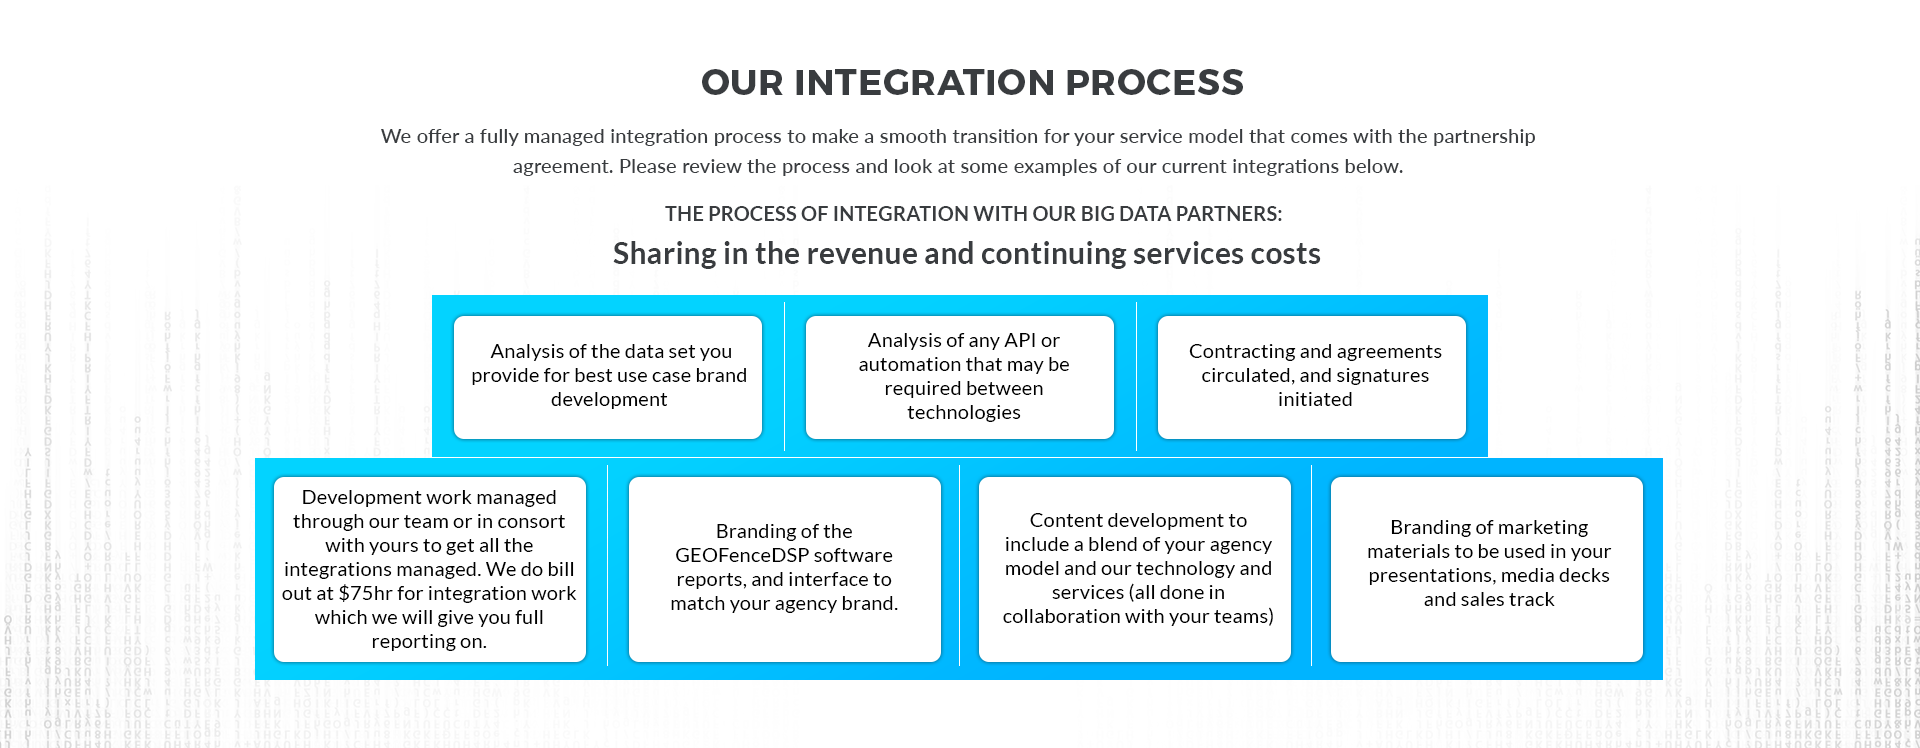 OUR INTEGRATION PROCESS
We offer a fully managed integration process to make a smooth transition for your service model that comes with the partnership
agreement. Please review the process and look at some examples of our current integrations below.
THE PROCESS OF INTEGRATION WITH OUR BIG DATA PARTNERS:
Sharing in the revenue and continuing services costs
Analysis of the data set you
provide for best use case brand
development
Analysis of any API or
automation that may be
required between
technologies
Contracting and agreements
circulated, and signatures
initiated
Development work managed
through our team or in consort
with yours to get all the
integrations managed. We do bill
out at $75hr for integration work
which we will give you full
reporting on.
Branding of the
GEOFenceDSP software
reports, and interface to
match your agency brand.
Content development to
include a blend of your agency
model and our technology and
services (all done in
collaboration with your teams)
Branding of marketing
materials to be used in your
presentations, media decks
and sales track